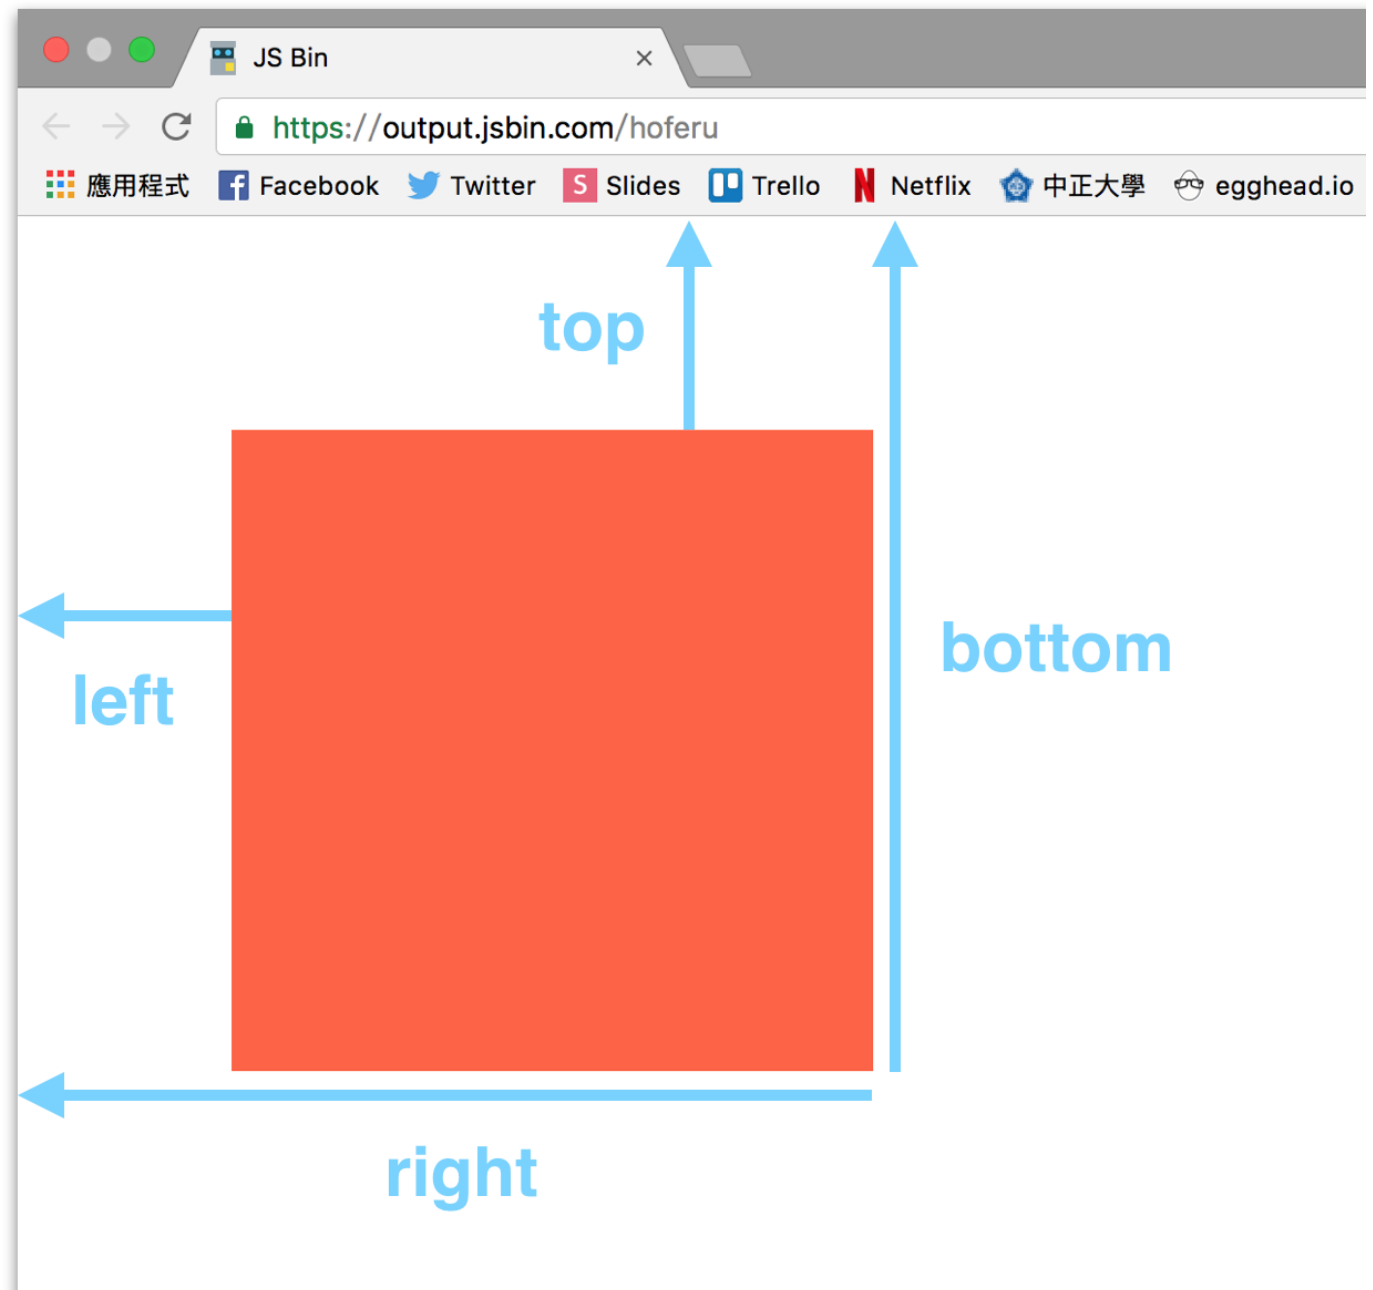 JS Bin
https://output.jsbin.com/hoferu
應用程式 Facebook Twitter S Slides Trello N Netflix 中正大學 egghead.io
top
left
bottom
right